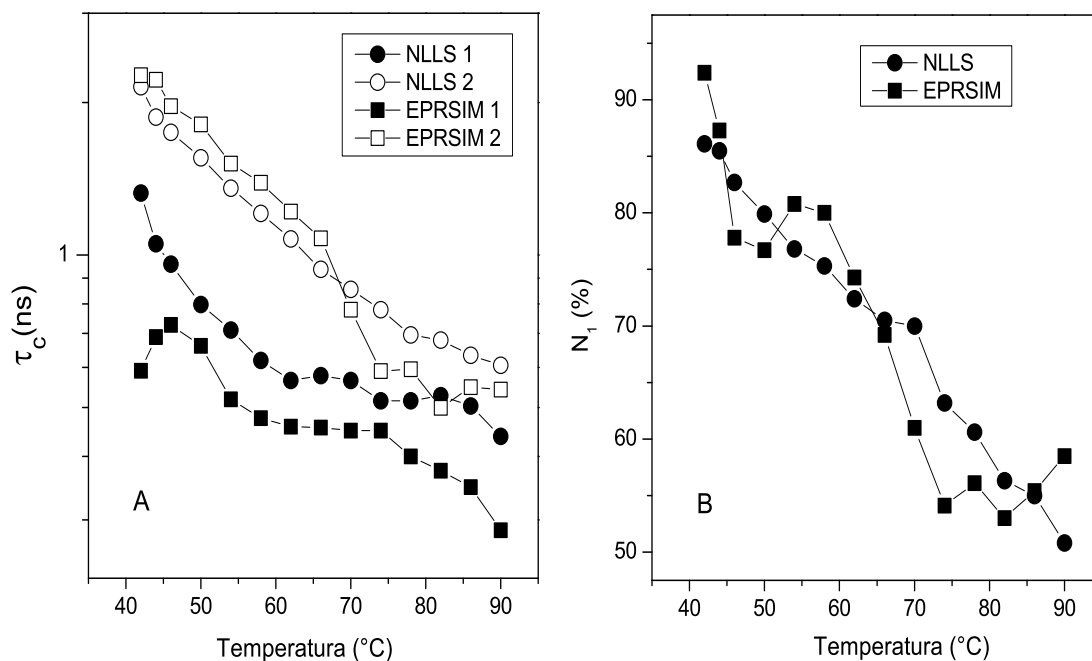 NLLS 1
NLLS 2
EPRSIM 1
EPRSIM 2
1
τc(ns)
A
40 50 60 70 80 90
Temperatura (°C)
NLLS
EPRSIM
90
80
70
60
50
N1 (%)
B
40 50 60 70 80 90
Temperatura (°C)